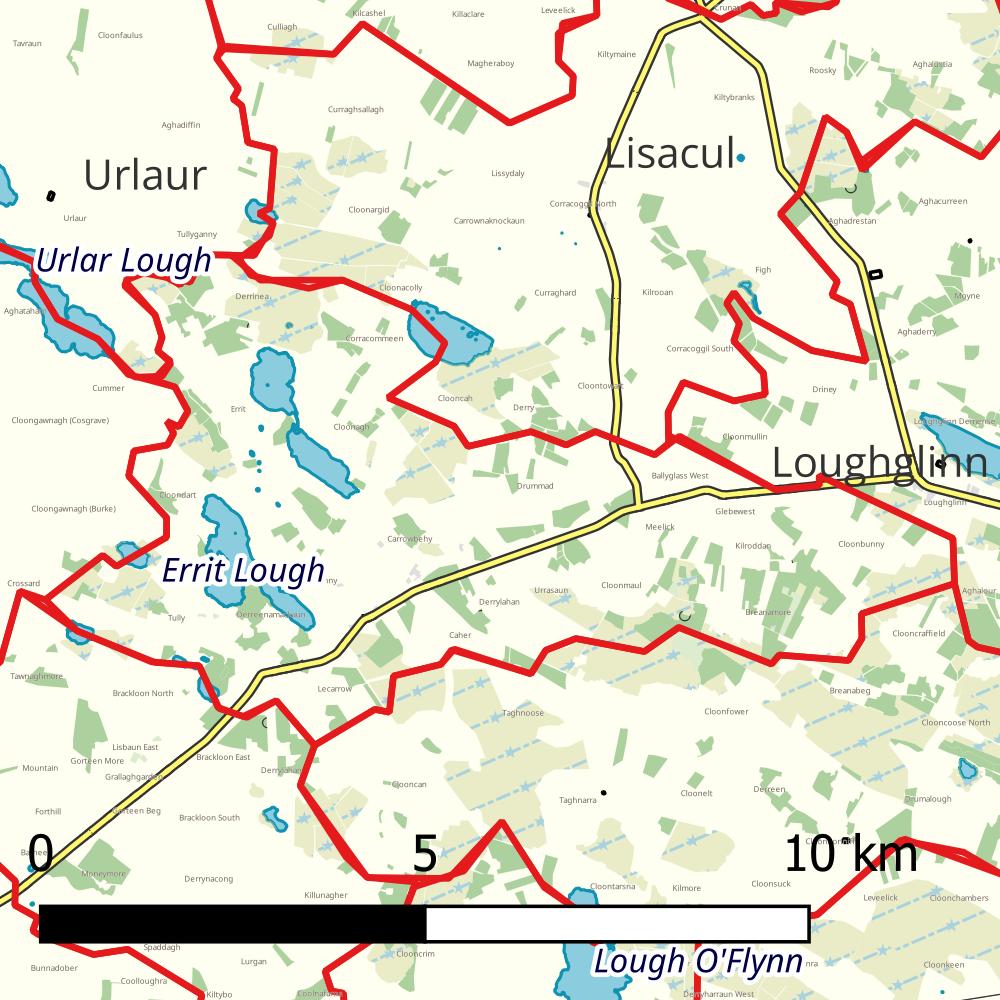 Kilcashel
Killaclare
Leveelick
Culliagh
Cloonfaulus
Tavraun
Kiltymaine
Magheraboy
Aghalustia
Roosky
Kiltybranks
Curraghsallagh
Aghadiffin
Lisacul
Urlaur
Lissydaly
Cloonargid
Corracoggil North
Aghacurreen
Urlaur
Carrownaknockaun
Aghadrestan
Tullyganny
Urlar Lough
Figh
Cloonacolly
Derrinea
Curraghard
Kilrooan
Moyne
Aghaderry
Corracommeen
Corracoggil South
Cummer
Cloontowart
Driney
Clooncah
Errit
Derry
Cloongawnagh (Cosgrave)
Cloonagh
Loughglinn Demesne
Cloonmullin
Loughglinn
Ballyglass West
Drummad
Cloondart
Loughglinn
Cloongawnagh (Burke)
Glebewest
Meelick
Carrowbehy
Kilroddan
Cloonbunny
Errit Lough
Crossard
Cloonmaul
Urrasaun
Aghalour
Derrylahan
Tully
Derreenamackaun
Breanamore
Clooncraffield
Caher
Tawnaghmore
Brackloon North
Lecarrow
Breanabeg
Taghnoose
Cloonfower
Clooncoose North
Lisbaun East
Gorteen More
Brackloon East
Mountain
Grallaghgarden
Derrylahan
Clooncan
Derreen
Cloonelt
Taghnarra
Drumalough
Forthill
Gorteen Beg
Brackloon South
0
5
10 km
Moneymore
Derrynacong
Cloontarsna
Kilmore
Cloonsuck
Killunagher
Leveelick
Cloonchambers
Spaddagh
Clooncrim
Lurgan
Lough O'Flynn
Bunnadober
Cloonkeen
Coolloughra
Kiltybo
Derryharraun West